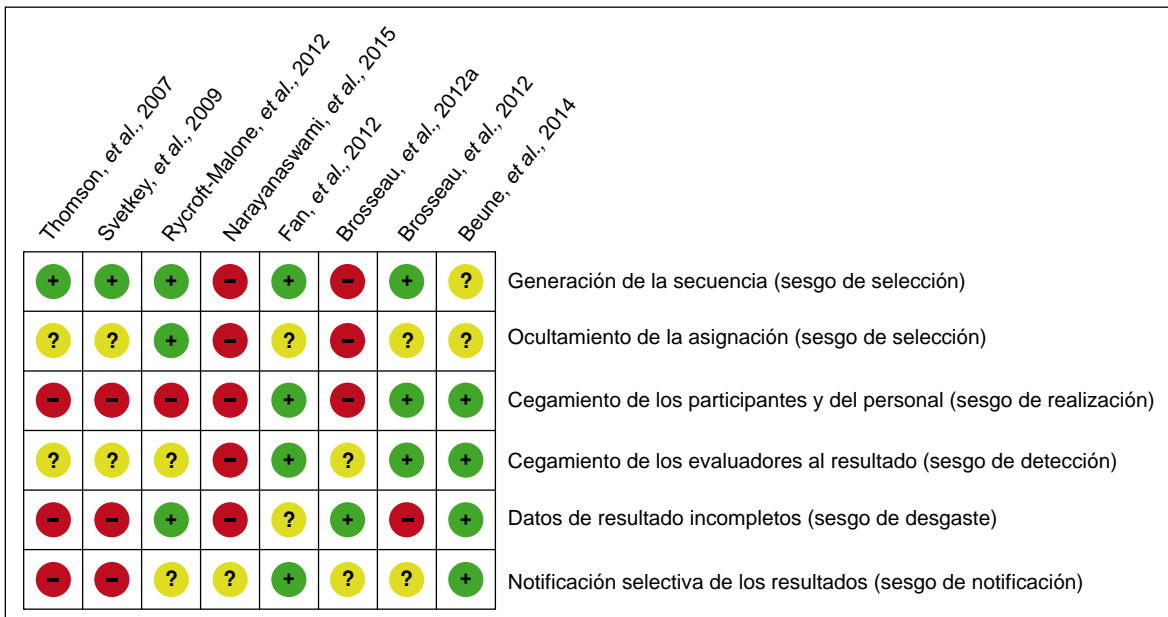 Thomson, et al., 2007
Svetkey, et al., 2009
Rycroft-Malone, et al., 2012
Narayanaswami, et al., 2015
Fan, et al., 2012
Brosseau, et al., 2012a
Brosseau, et al., 2012
Beune, et al., 2014
+ + + - + - + ? Generación de la secuencia (sesgo de selección)
? ? + - ? - ? ? Ocultamiento de la asignación (sesgo de selección)
- - - - + - + + Cegamiento de los participantes y del personal (sesgo de realización)
? ? ? - + ? + + Cegamiento de los evaluadores al resultado (sesgo de detección)
- - + - ? + - + Datos de resultado incompletos (sesgo de desgaste)
- - ? ? + ? ? + Notificación selectiva de los resultados (sesgo de notificación)